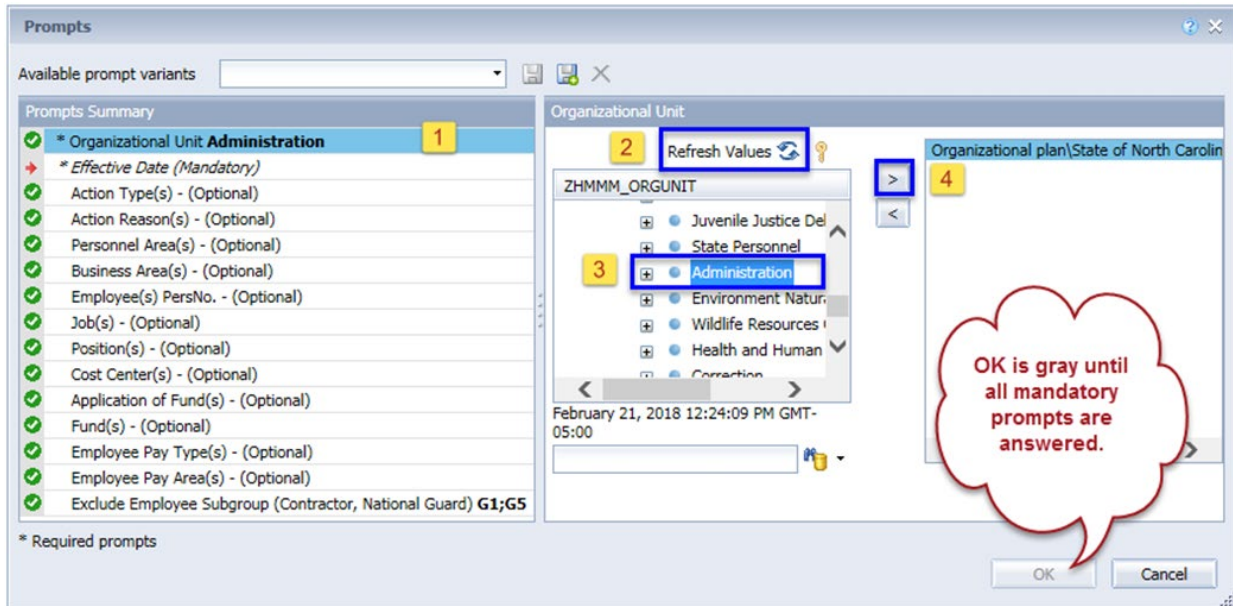 Prompts
Available prompt variants
Prompts Summary
* Organizational Unit Administration
1
* Effective Date (Mandatory)
Action Type(s) - (Optional)
Action Reason(s) - (Optional)
Personnel Area(s) - (Optional)
Business Area(s) - (Optional)
Employee(s) PersNo. - (Optional)
Job(s) - (Optional)
Position(s) - (Optional)
Cost Center(s) - (Optional)
Application of Fund(s) - (Optional)
Fund(s) - (Optional)
Employee Pay Type(s) - (Optional)
Employee Pay Area(s) - (Optional)
Exclude Employee Subgroup (Contractor, National Guard) G1;G5
* Required prompts
Organizational Unit
2
Refresh Values
ZHMMM_ORGUNIT
Juvenile Justice Del
State Personnel
3
Administration
Environment Natura
Wildlife Resources
Health and Human
Correction
February 21, 2018 12:24:09 PM GMT-
05:00
>
<
4
Organizational plan\State of North Carolin
OK is gray until
all mandatory
prompts are
answered.
OK
Cancel